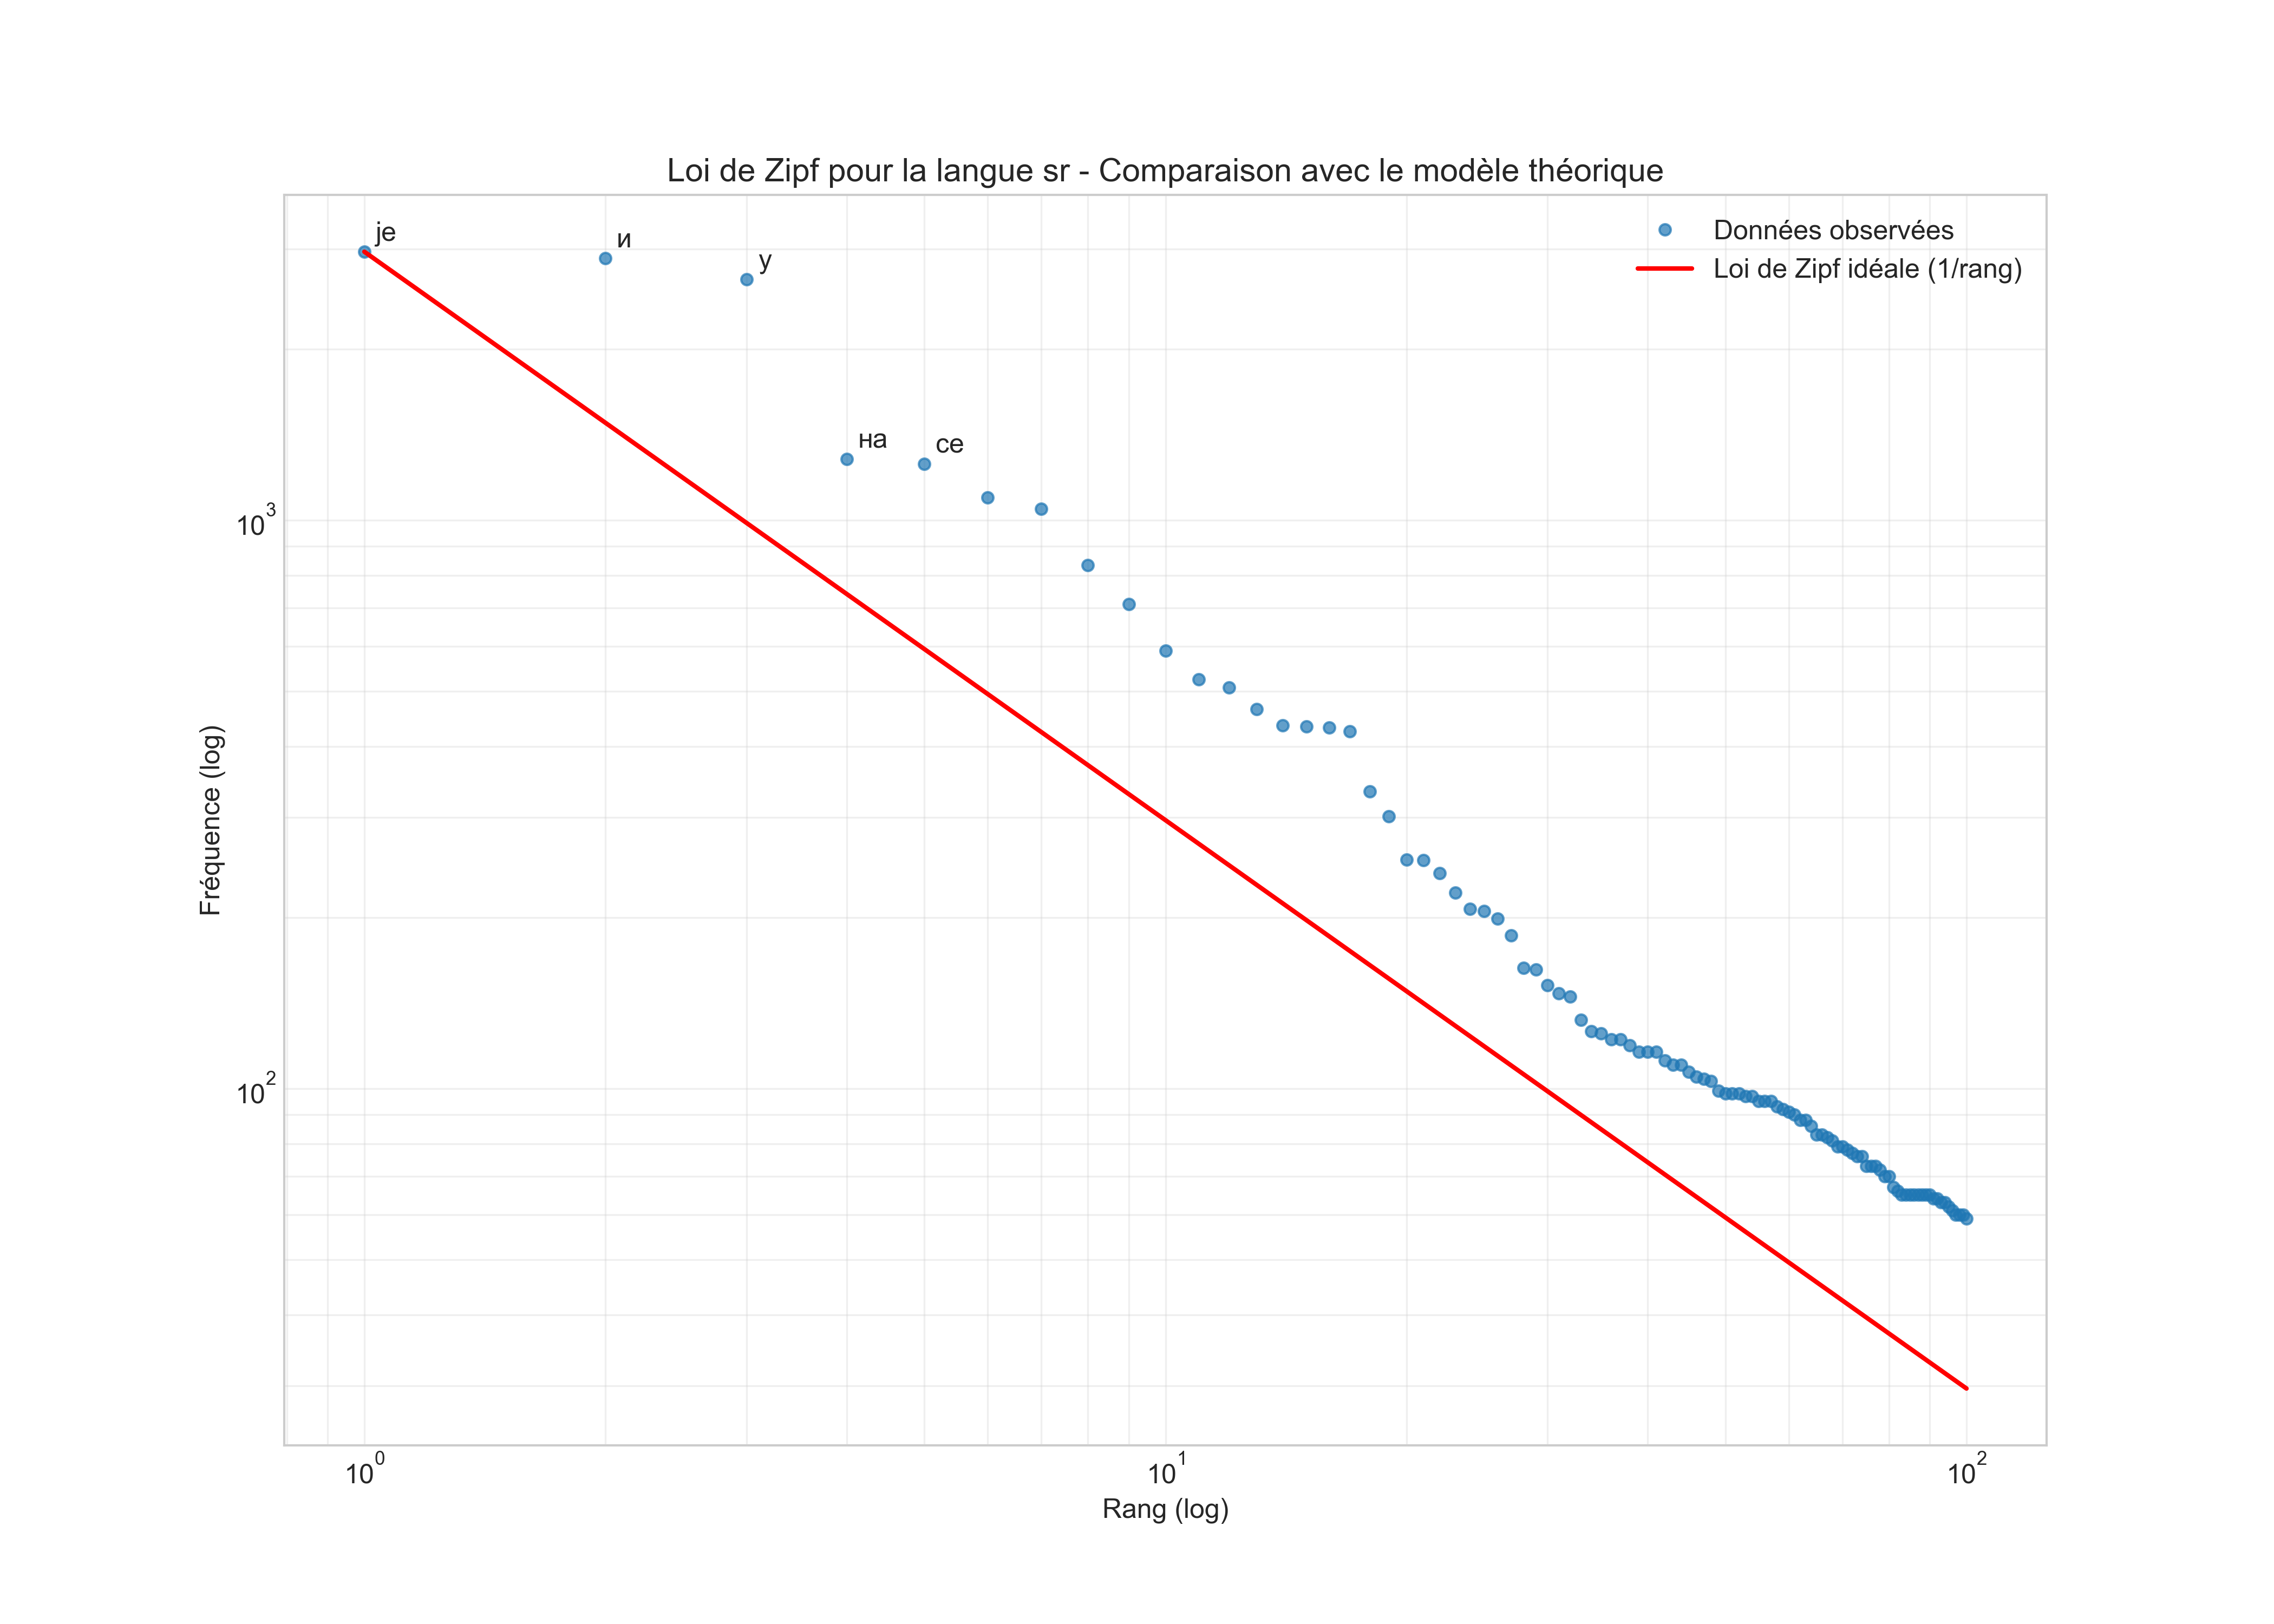 Loi de Zipf pour la langue sr - Comparaison avec le modèle théorique
је
и
у
на
се
Données observées
Loi de Zipf idéale (1/rang)
10³
10²
Fréquence (log)
10⁰
10¹
10²
Rang (log)